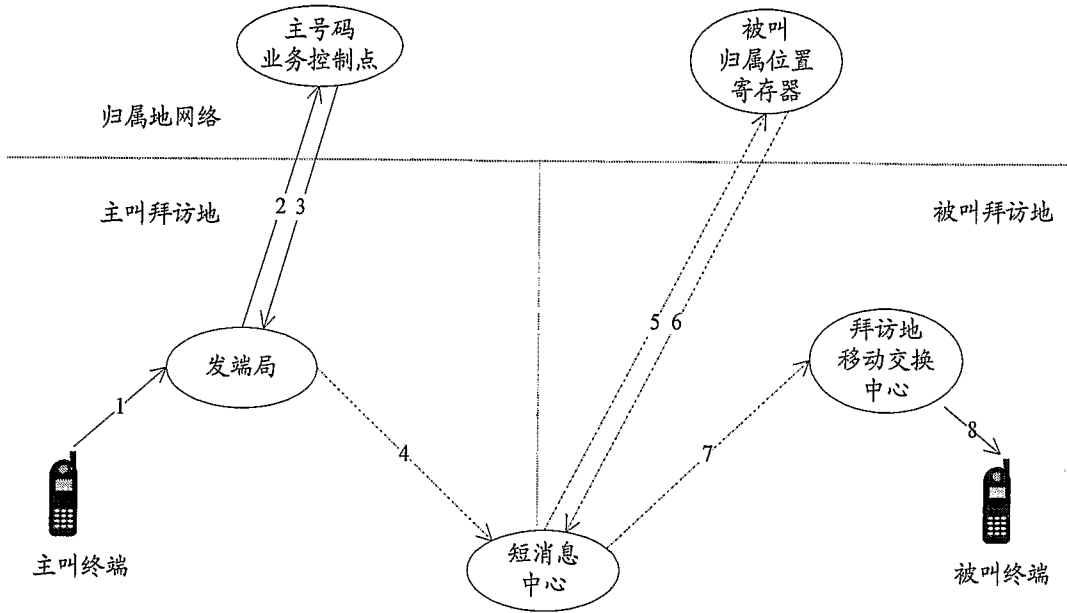 主号码
业务控制点
被叫
归属位置
寄存器
归属地网络
主叫拜访地
2
3
被叫拜访地
5
6
发端局
拜访地
移动交换
中心
1
4
7
8
主叫终端
短消息
中心
被叫终端